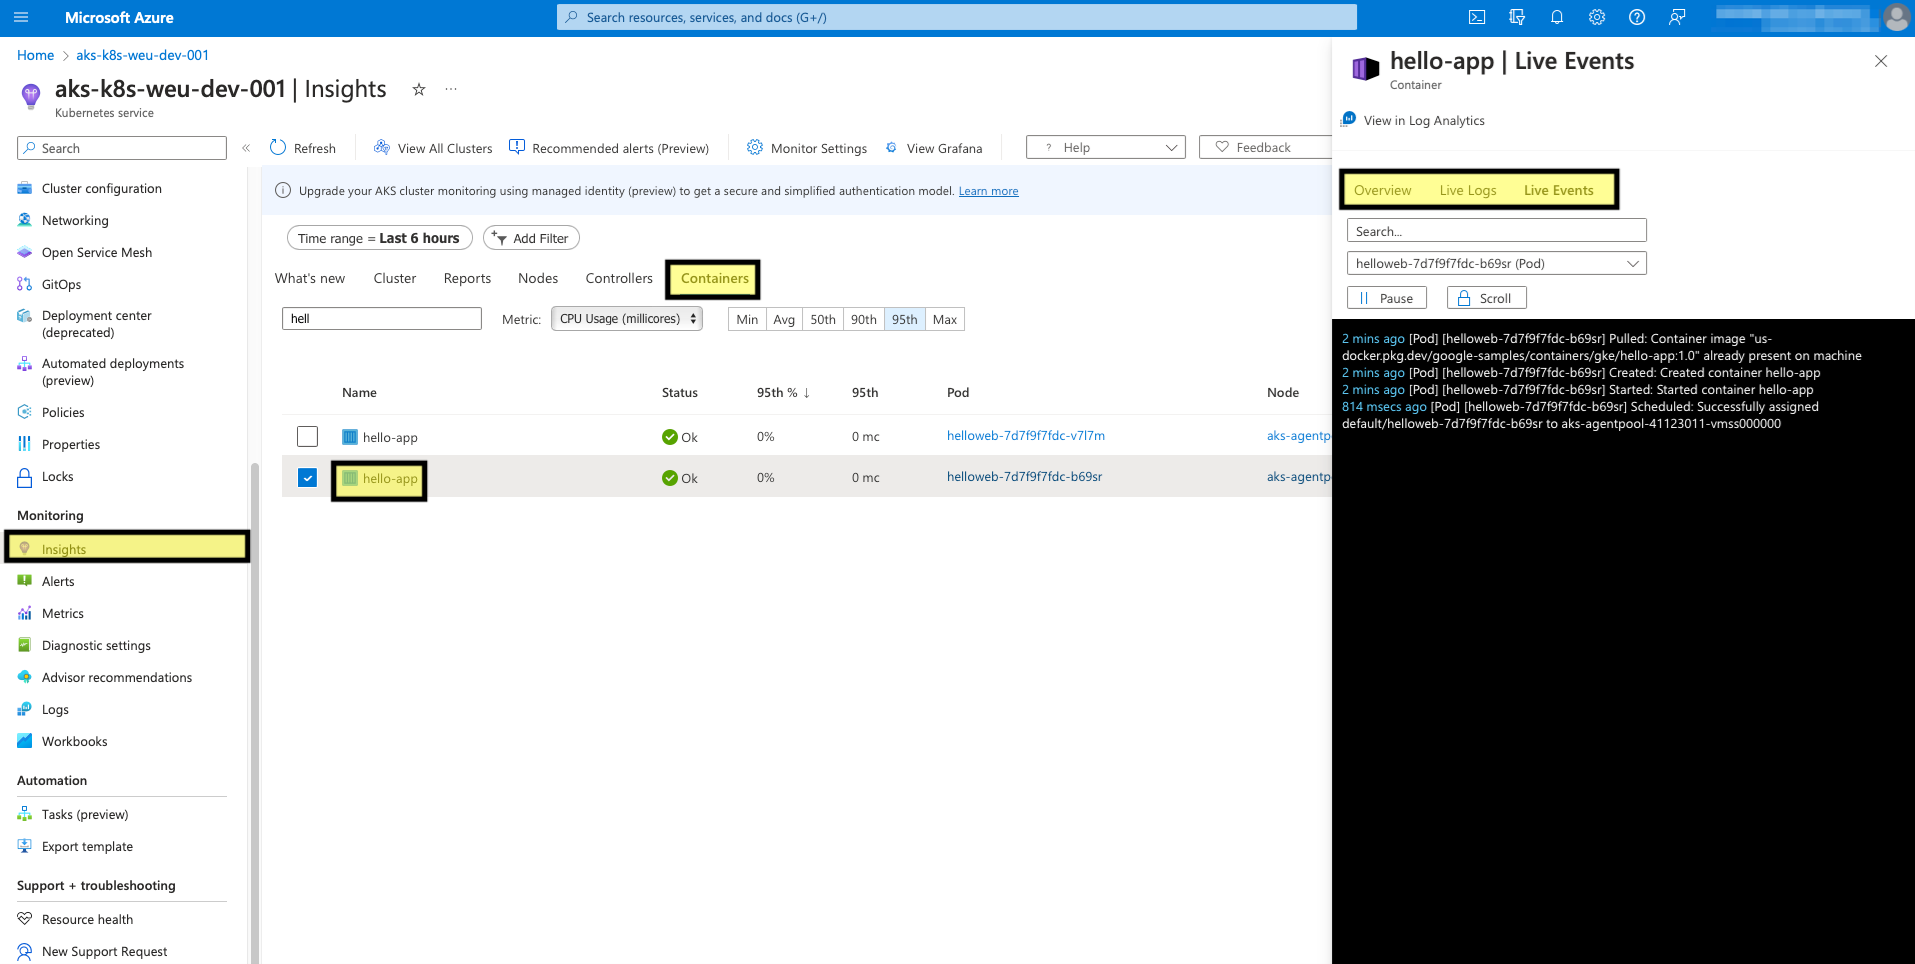 Microsoft Azure
Search resources, services, and docs (G+/)
Home > aks-k8s-weu-dev-001
aks-k8s-weu-dev-001 | Insights
Kubernetes service
Search
Cluster configuration
Networking
Open Service Mesh
GitOps
Deployment center
(deprecated)
Automated deployments
(preview)
Policies
Properties
Locks
Monitoring
Insights
Alerts
Metrics
Diagnostic settings
Advisor recommendations
Logs
Workbooks
Automation
Tasks (preview)
Export template
Support + troubleshooting
Resource health
New Support Request
Refresh
View All Clusters
Recommended alerts (Preview)
Monitor Settings
View Grafana
? Help
Feedback
Upgrade your AKS cluster monitoring using managed identity (preview) to get a secure and simplified authentication model. Learn more
Time range = Last 6 hours
Add Filter
What's new
Cluster
Reports
Nodes
Controllers
Containers
hell
Metric: CPU Usage (millicores)
Min Avg 50th 90th 95th Max
Name Status 95th % ↓ 95th Pod Node
hello-app Ok 0% 0 mc helloweb-7d7f9f7fdc-v7l7m aks-agentp
hello-app Ok 0% 0 mc helloweb-7d7f9f7fdc-b69sr aks-agentp
hello-app | Live Events
Container
View in Log Analytics
Overview Live Logs Live Events
Search...
helloweb-7d7f9f7fdc-b69sr (Pod)
Pause
Scroll
2 mins ago [Pod] [helloweb-7d7f9f7fdc-b69sr] Pulled: Container image "us-
docker.pkg.dev/google-samples/containers/gke/hello-app:1.0" already present on machine
2 mins ago [Pod] [helloweb-7d7f9f7fdc-b69sr] Created: Created container hello-app
2 mins ago [Pod] [helloweb-7d7f9f7fdc-b69sr] Started: Started container hello-app
814 msecs ago [Pod] [helloweb-7d7f9f7fdc-b69sr] Scheduled: Successfully assigned
default/helloweb-7d7f9f7fdc-b69sr to aks-agentpool-41123011-vmss000000